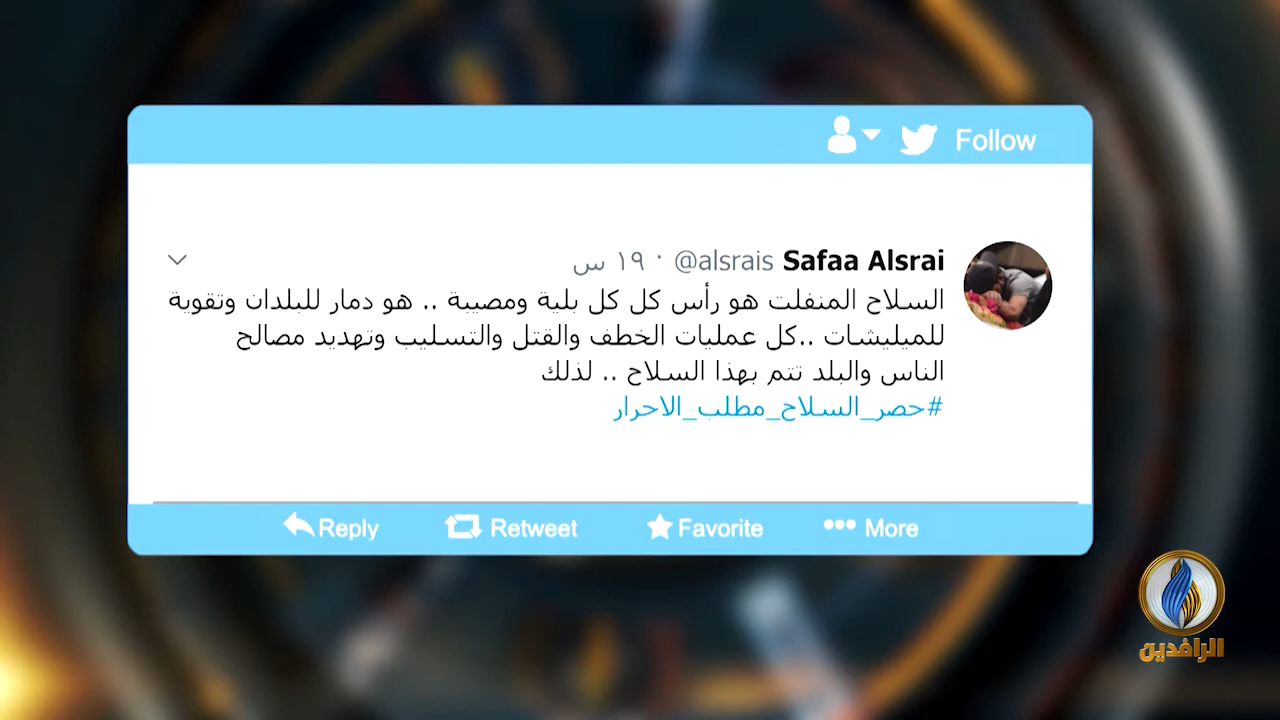 Follow
Safaa Alsrai @alsrais · ١٩ س
السلاح المنفلت هو رأس كل كل بلية ومصيبة .. هو دمار للبلدان وتقوية
للميليشات ..كل عمليات الخطف والقتل والتسليب وتهديد مصالح
الناس والبلد تتم بهذا السلاح .. لذلك
#حصر_السلاح_مطلب_الاحرار
Reply Retweet Favorite More
الرافدين